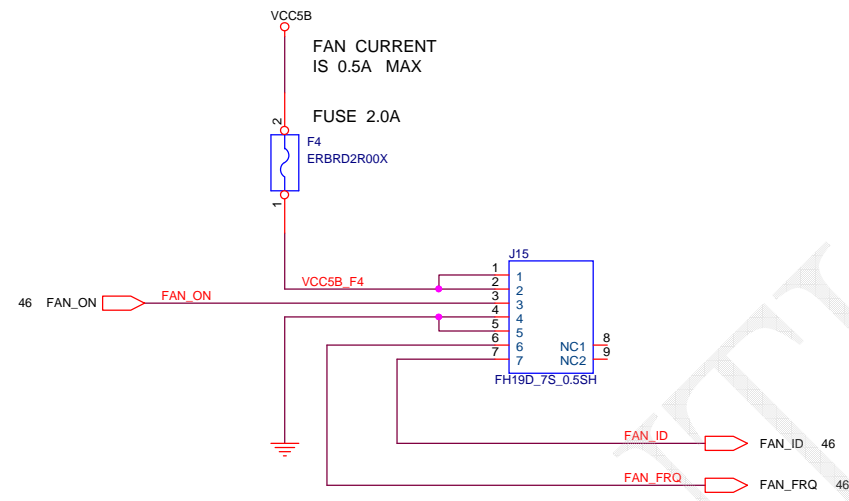 VCC5B
FAN CURRENT
IS 0.5A MAX
FUSE 2.0A
2
F4
ERBRD2R00X
1
J15
VCC5B_F4
46 FAN_ON
FAN_ON
1 1
2 2
3 3
4 4
5 5
6 6
7 7
NC1 8
NC2 9
FH19D_7S_0.5SH
FAN_ID
FAN_ID 46
FAN_FRQ
FAN_FRQ 46